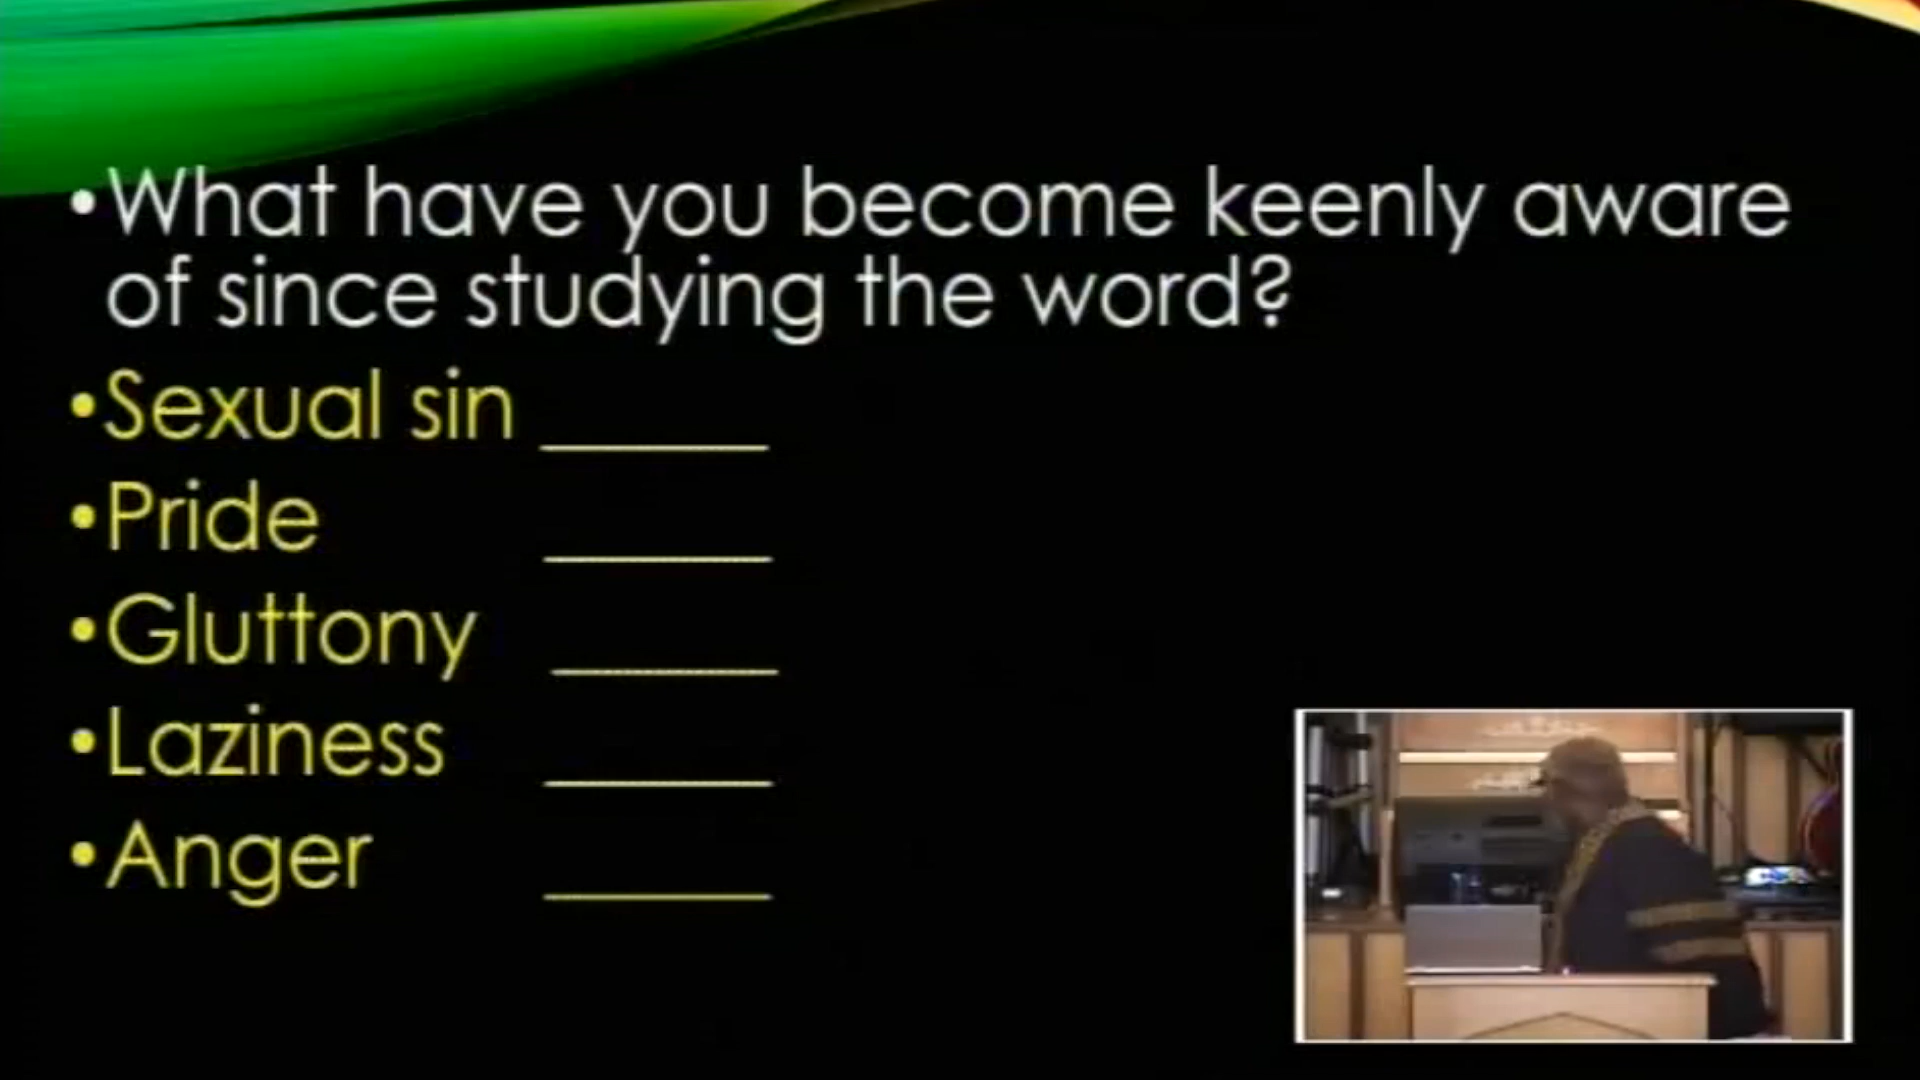 •What have you become keenly aware
of since studying the word?
•Sexual sin ______
•Pride ______
•Gluttony ______
•Laziness ______
•Anger ______